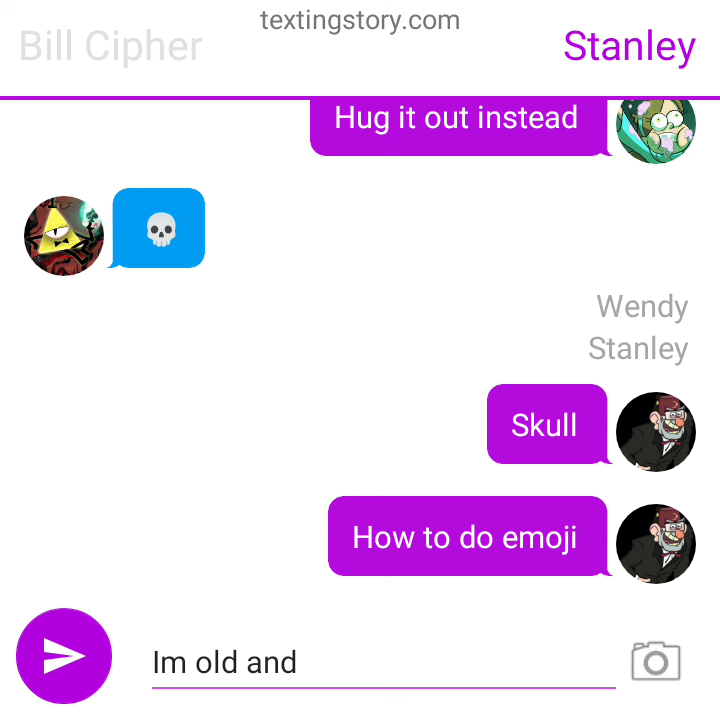 textingstory.com
Bill Cipher
Stanley
Hug it out instead
💀
Wendy
Stanley
Skull
How to do emoji
Im old and